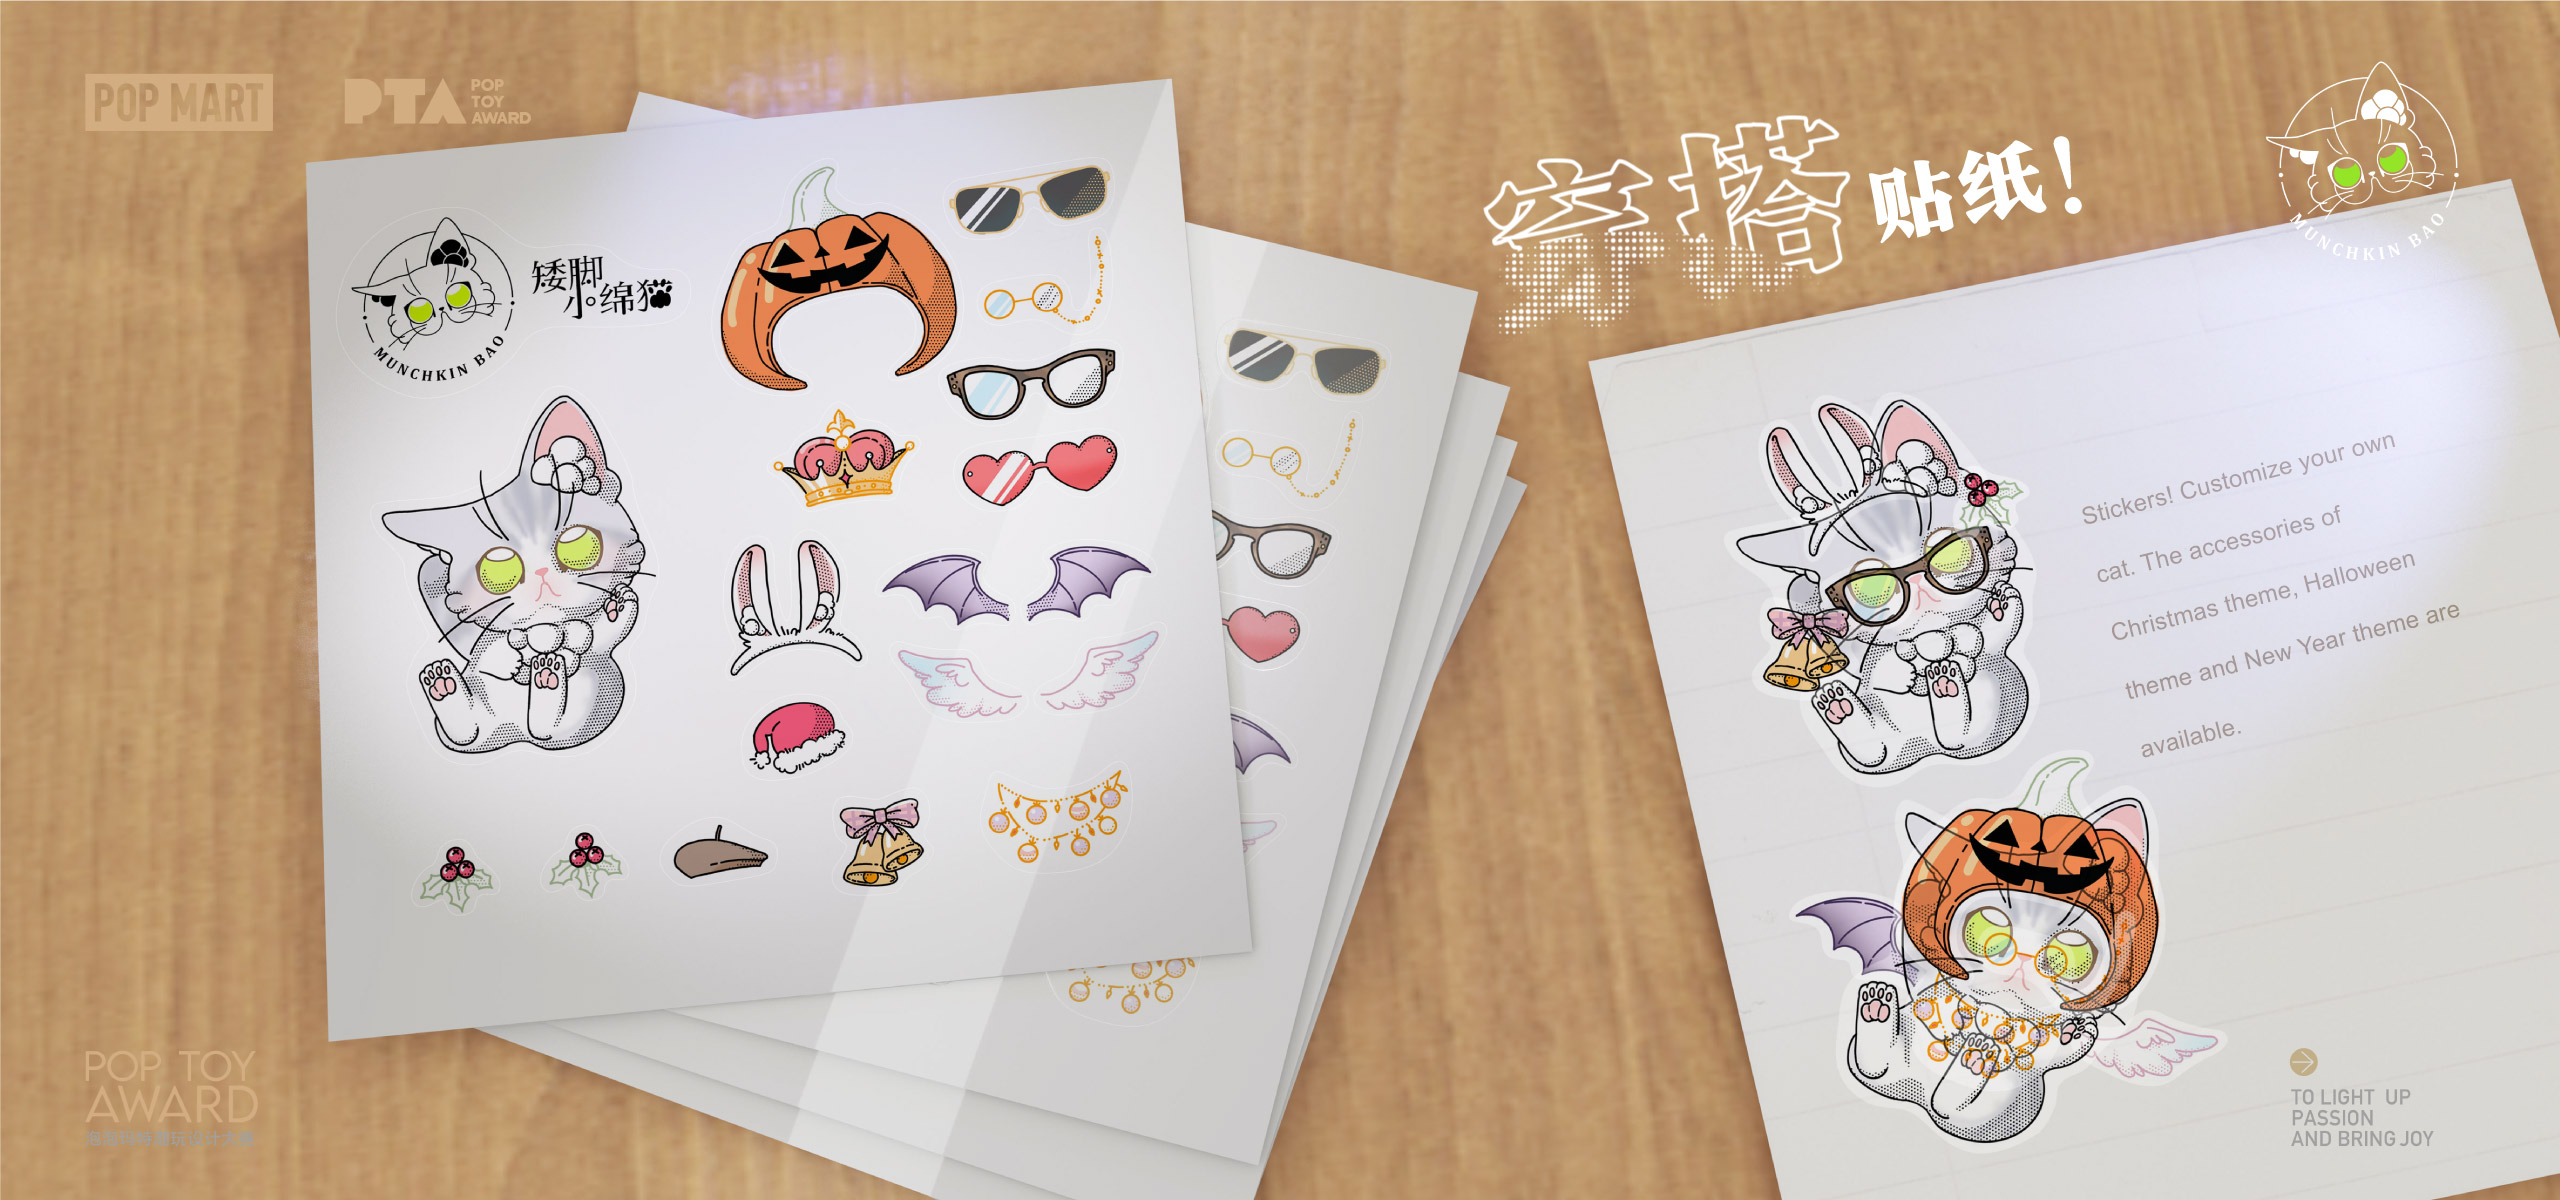 POP MART
PTA
POP
TOY
AWARD
矮脚
小绵猫
MUNCHKIN BAO
穿搭贴纸!
MUNCHKIN BAO
Stickers! Customize your own
cat. The accessories of
Christmas theme, Halloween
theme and New Year theme are
available.
POP TOY
AWARD
TO LIGHT UP
PASSION
AND BRING JOY